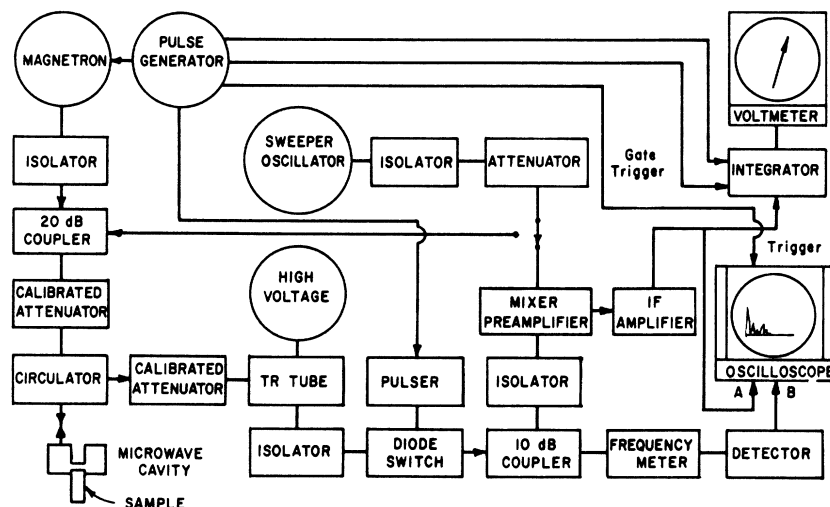 MAGNETRON
PULSE
GENERATOR
VOLTMETER
SWEEPER
OSCILLATOR
ISOLATOR
ATTENUATOR
Gate
Trigger
INTEGRATOR
ISOLATOR
20 dB
COUPLER
Trigger
HIGH
VOLTAGE
CALIBRATED
ATTENUATOR
MIXER
PREAMPLIFIER
IF
AMPLIFIER
OSCILLOSCOPE
A
B
CIRCULATOR
CALIBRATED
ATTENUATOR
TR TUBE
PULSER
ISOLATOR
ISOLATOR
DIODE
SWITCH
10 dB
COUPLER
FREQUENCY
METER
DETECTOR
MICROWAVE
CAVITY
SAMPLE